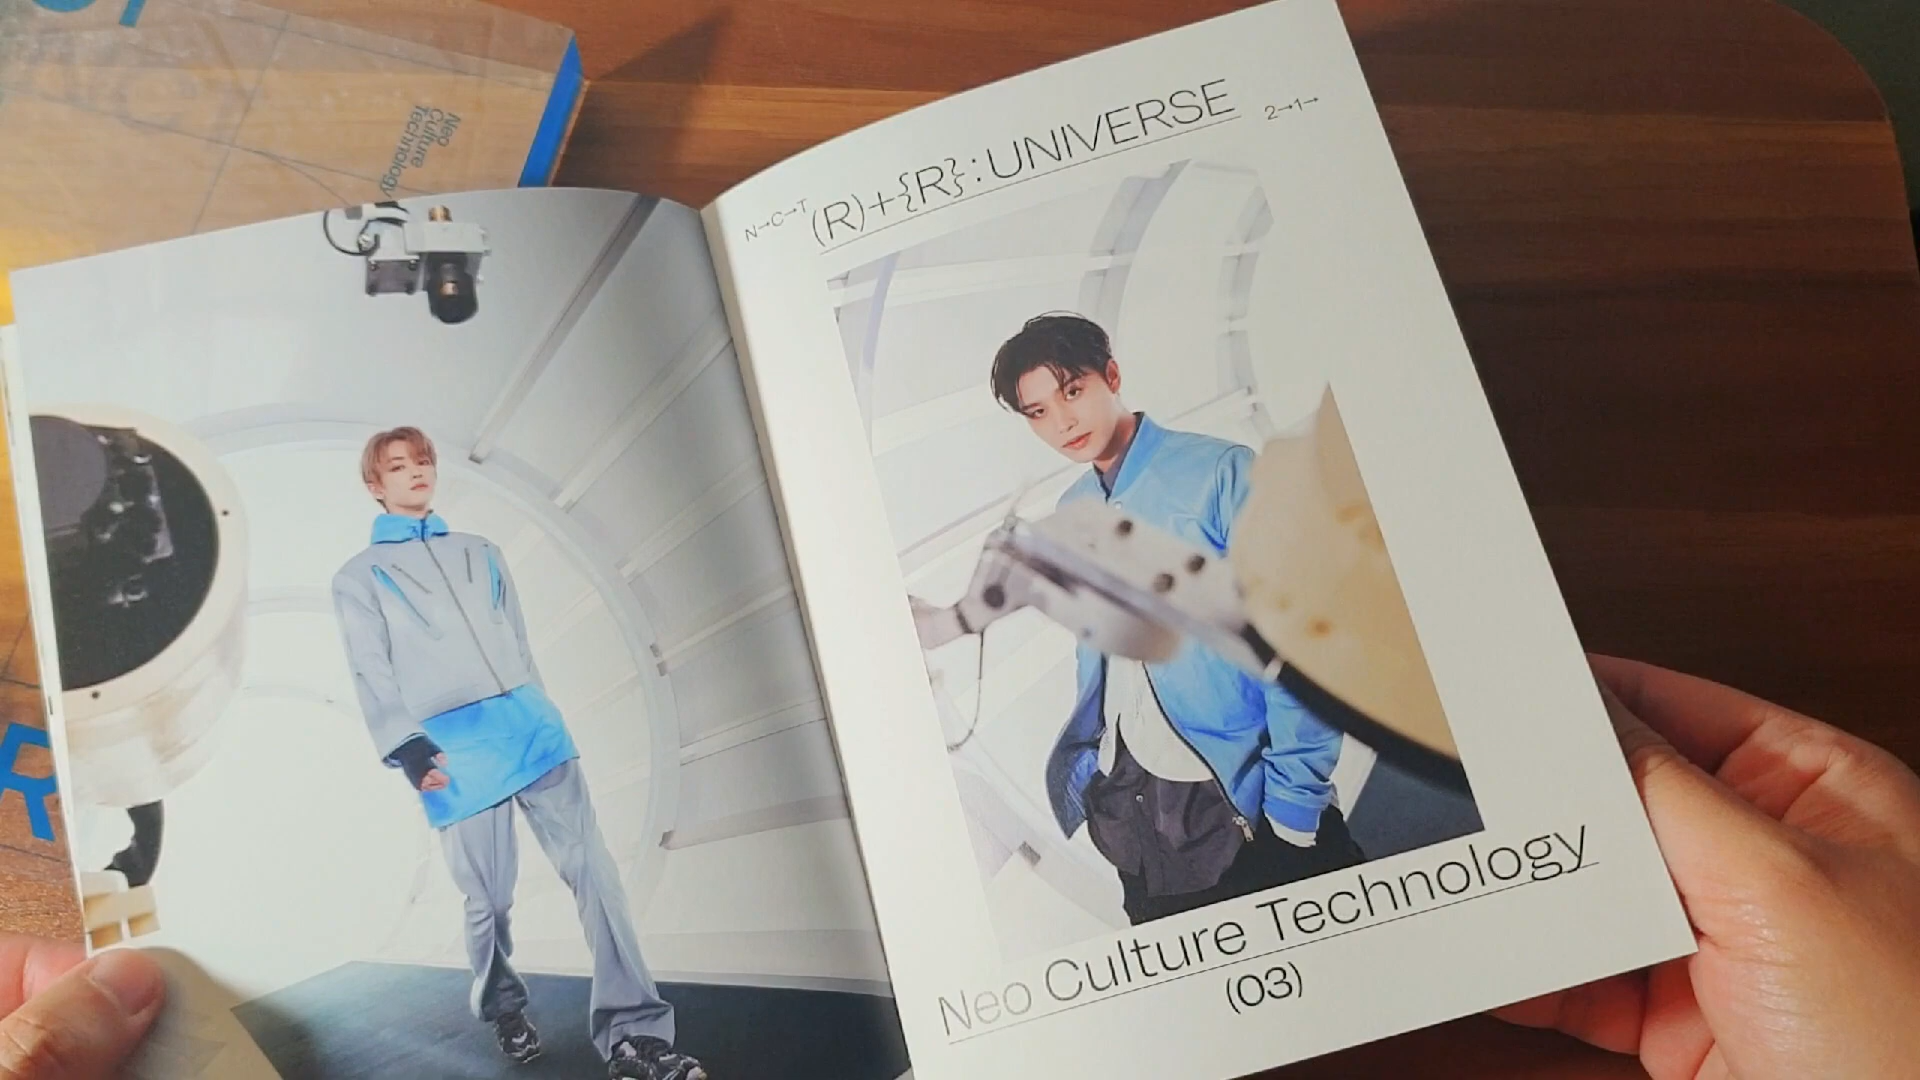 Neo
Culture
Technology
R
N→C→T (R)+{R}:UNIVERSE 2→1→
Neo Culture Technology
(03)